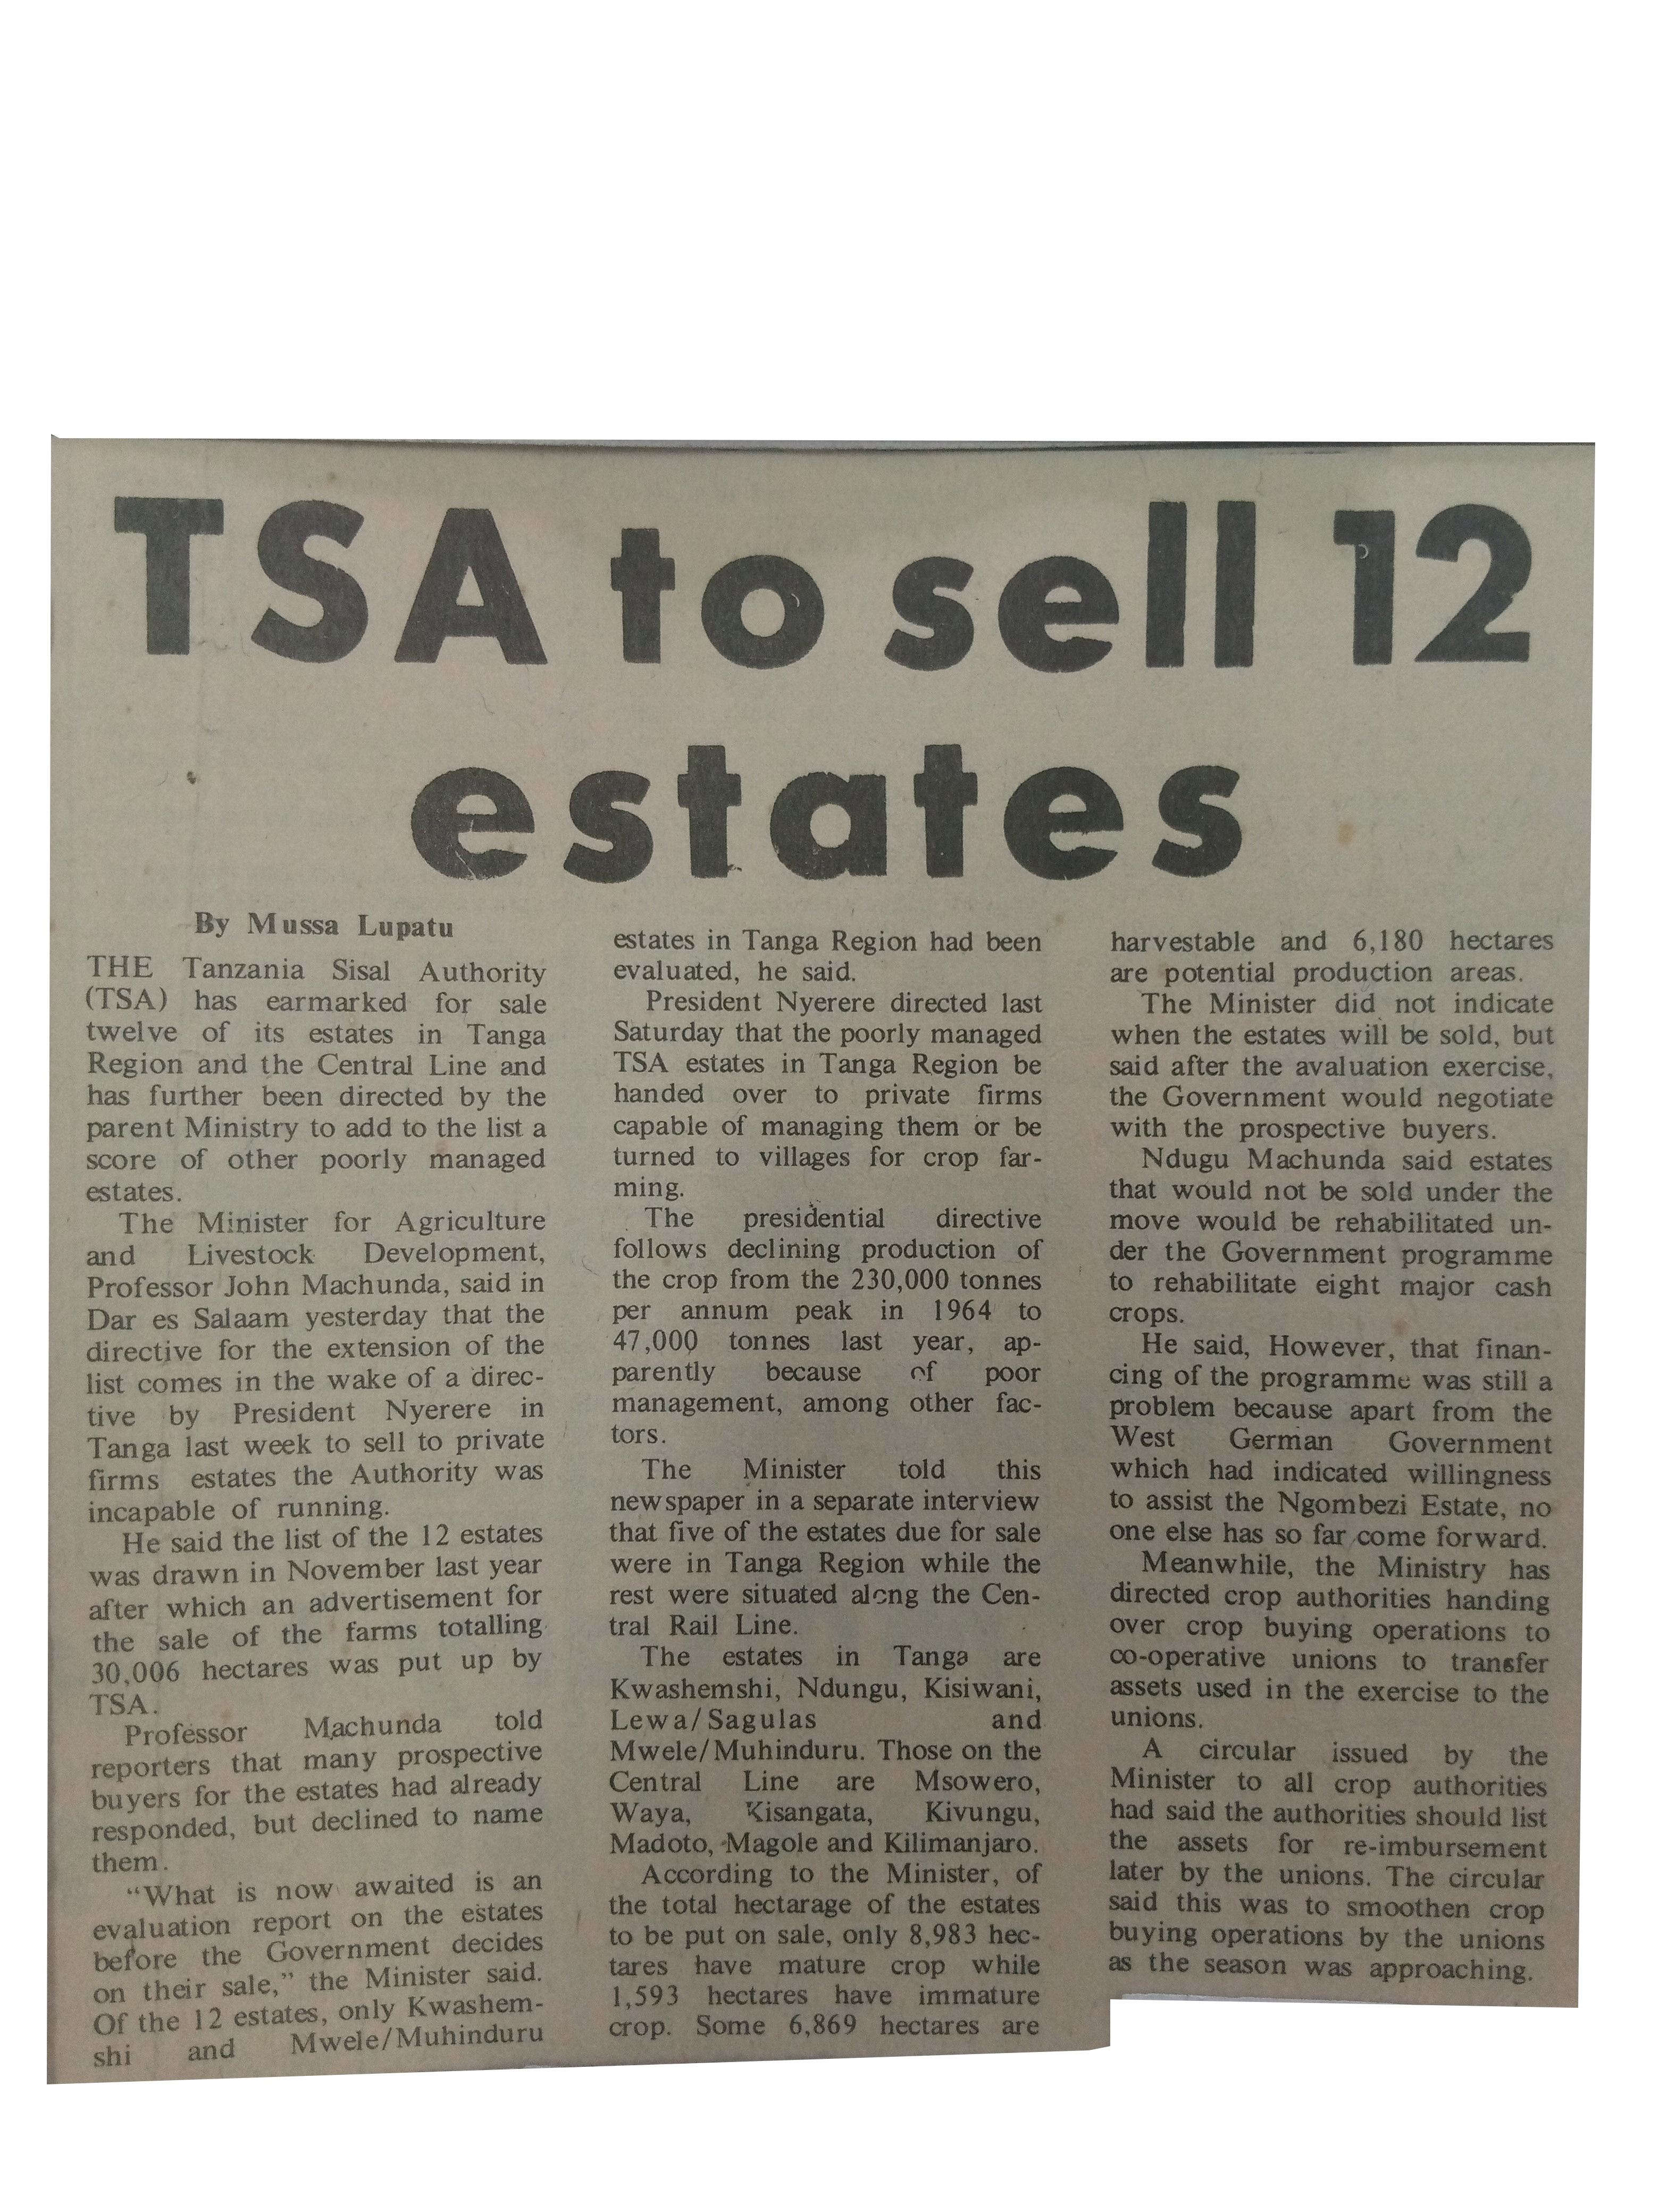 TSA to sell 12
estates
By Mussa Lupatu
THE Tanzania Sisal Authority
(TSA) has earmarked for sale
twelve of its estates in Tanga
Region and the Central Line and
has further been directed by the
parent Ministry to add to the list a
score of other poorly managed
estates.
The Minister for Agriculture
and Livestock Development,
Professor John Machunda, said in
Dar es Salaam yesterday that the
directive for the extension of the
list comes in the wake of a direc-
tive by President Nyerere in
Tanga last week to sell to private
firms estates the Authority was
incapable of running.
He said the list of the 12 estates
was drawn in November last year
after which an advertisement for
the sale of the farms totalling
30,006 hectares was put up by
TSA.
Professor Machunda told
reporters that many prospective
buyers for the estates had already
responded, but declined to name
them.
“What is now awaited is an
evaluation report on the estates
before the Government decides
on their sale,” the Minister said.
Of the 12 estates, only Kwashem-
shi and Mwele/Muhinduru
estates in Tanga Region had been
evaluated, he said.
President Nyerere directed last
Saturday that the poorly managed
TSA estates in Tanga Region be
handed over to private firms
capable of managing them or be
turned to villages for crop far-
ming.
The presidential directive
follows declining production of
the crop from the 230,000 tonnes
per annum peak in 1964 to
47,000 tonnes last year, ap-
parently because of poor
management, among other fac-
tors.
The Minister told this
newspaper in a separate interview
that five of the estates due for sale
were in Tanga Region while the
rest were situated along the Cen-
tral Rail Line.
The estates in Tanga are
Kwashemshi, Ndungu, Kisiwani,
Lewa/Sagulas and
Mwele/Muhinduru. Those on the
Central Line are Msowero,
Waya, Kisangata, Kivungu,
Madoto, Magole and Kilimanjaro.
According to the Minister, of
the total hectarage of the estates
to be put on sale, only 8,983 hec-
tares have mature crop while
1,593 hectares have immature
crop. Some 6,869 hectares are
harvestable and 6,180 hectares
are potential production areas.
The Minister did not indicate
when the estates will be sold, but
said after the avaluation exercise,
the Government would negotiate
with the prospective buyers.
Ndugu Machunda said estates
that would not be sold under the
move would be rehabilitated un-
der the Government programme
to rehabilitate eight major cash
crops.
He said, However, that finan-
cing of the programme was still a
problem because apart from the
West German Government
which had indicated willingness
to assist the Ngombezi Estate, no
one else has so far come forward.
Meanwhile, the Ministry has
directed crop authorities handing
over crop buying operations to
co-operative unions to transfer
assets used in the exercise to the
unions.
A circular issued by the
Minister to all crop authorities
had said the authorities should list
the assets for re-imbursement
later by the unions. The circular
said this was to smoothen crop
buying operations by the unions
as the season was approaching.